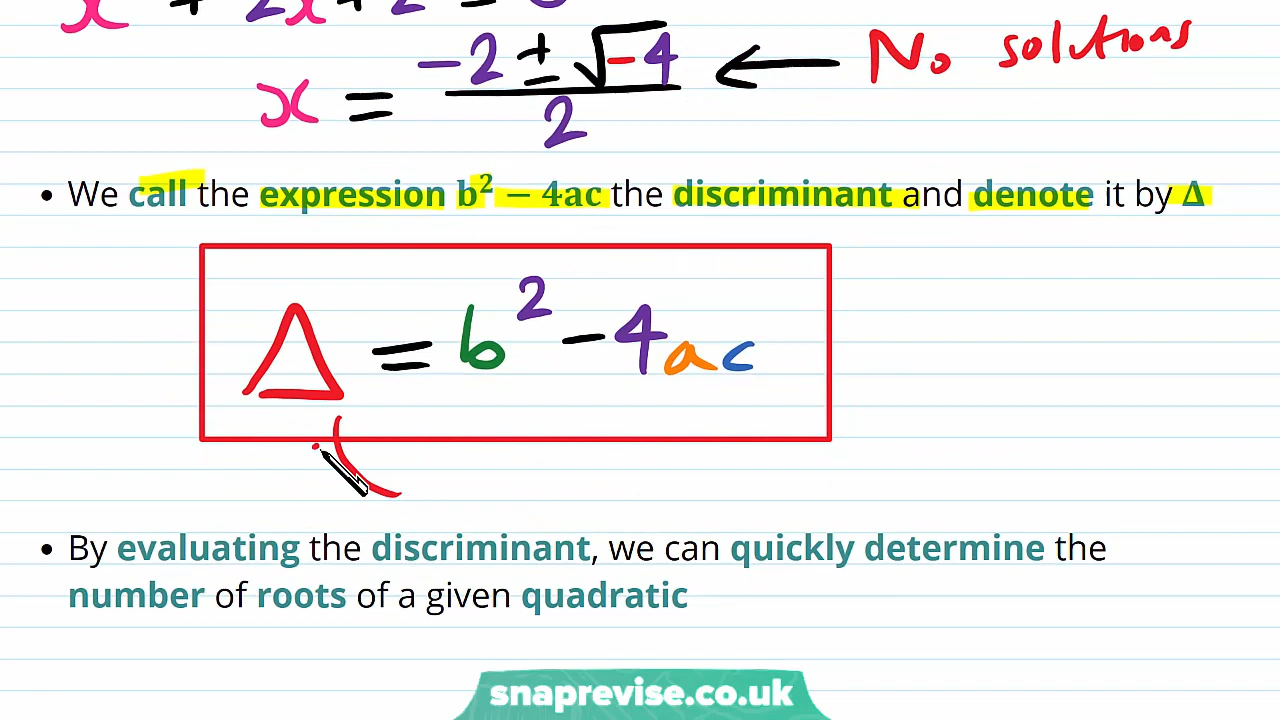 x = -2 ± √-4 / 2 ← No solutions
• We call the expression b² − 4ac the discriminant and denote it by Δ
Δ = b² - 4ac
• By evaluating the discriminant, we can quickly determine the
number of roots of a given quadratic
snaprevise.co.uk